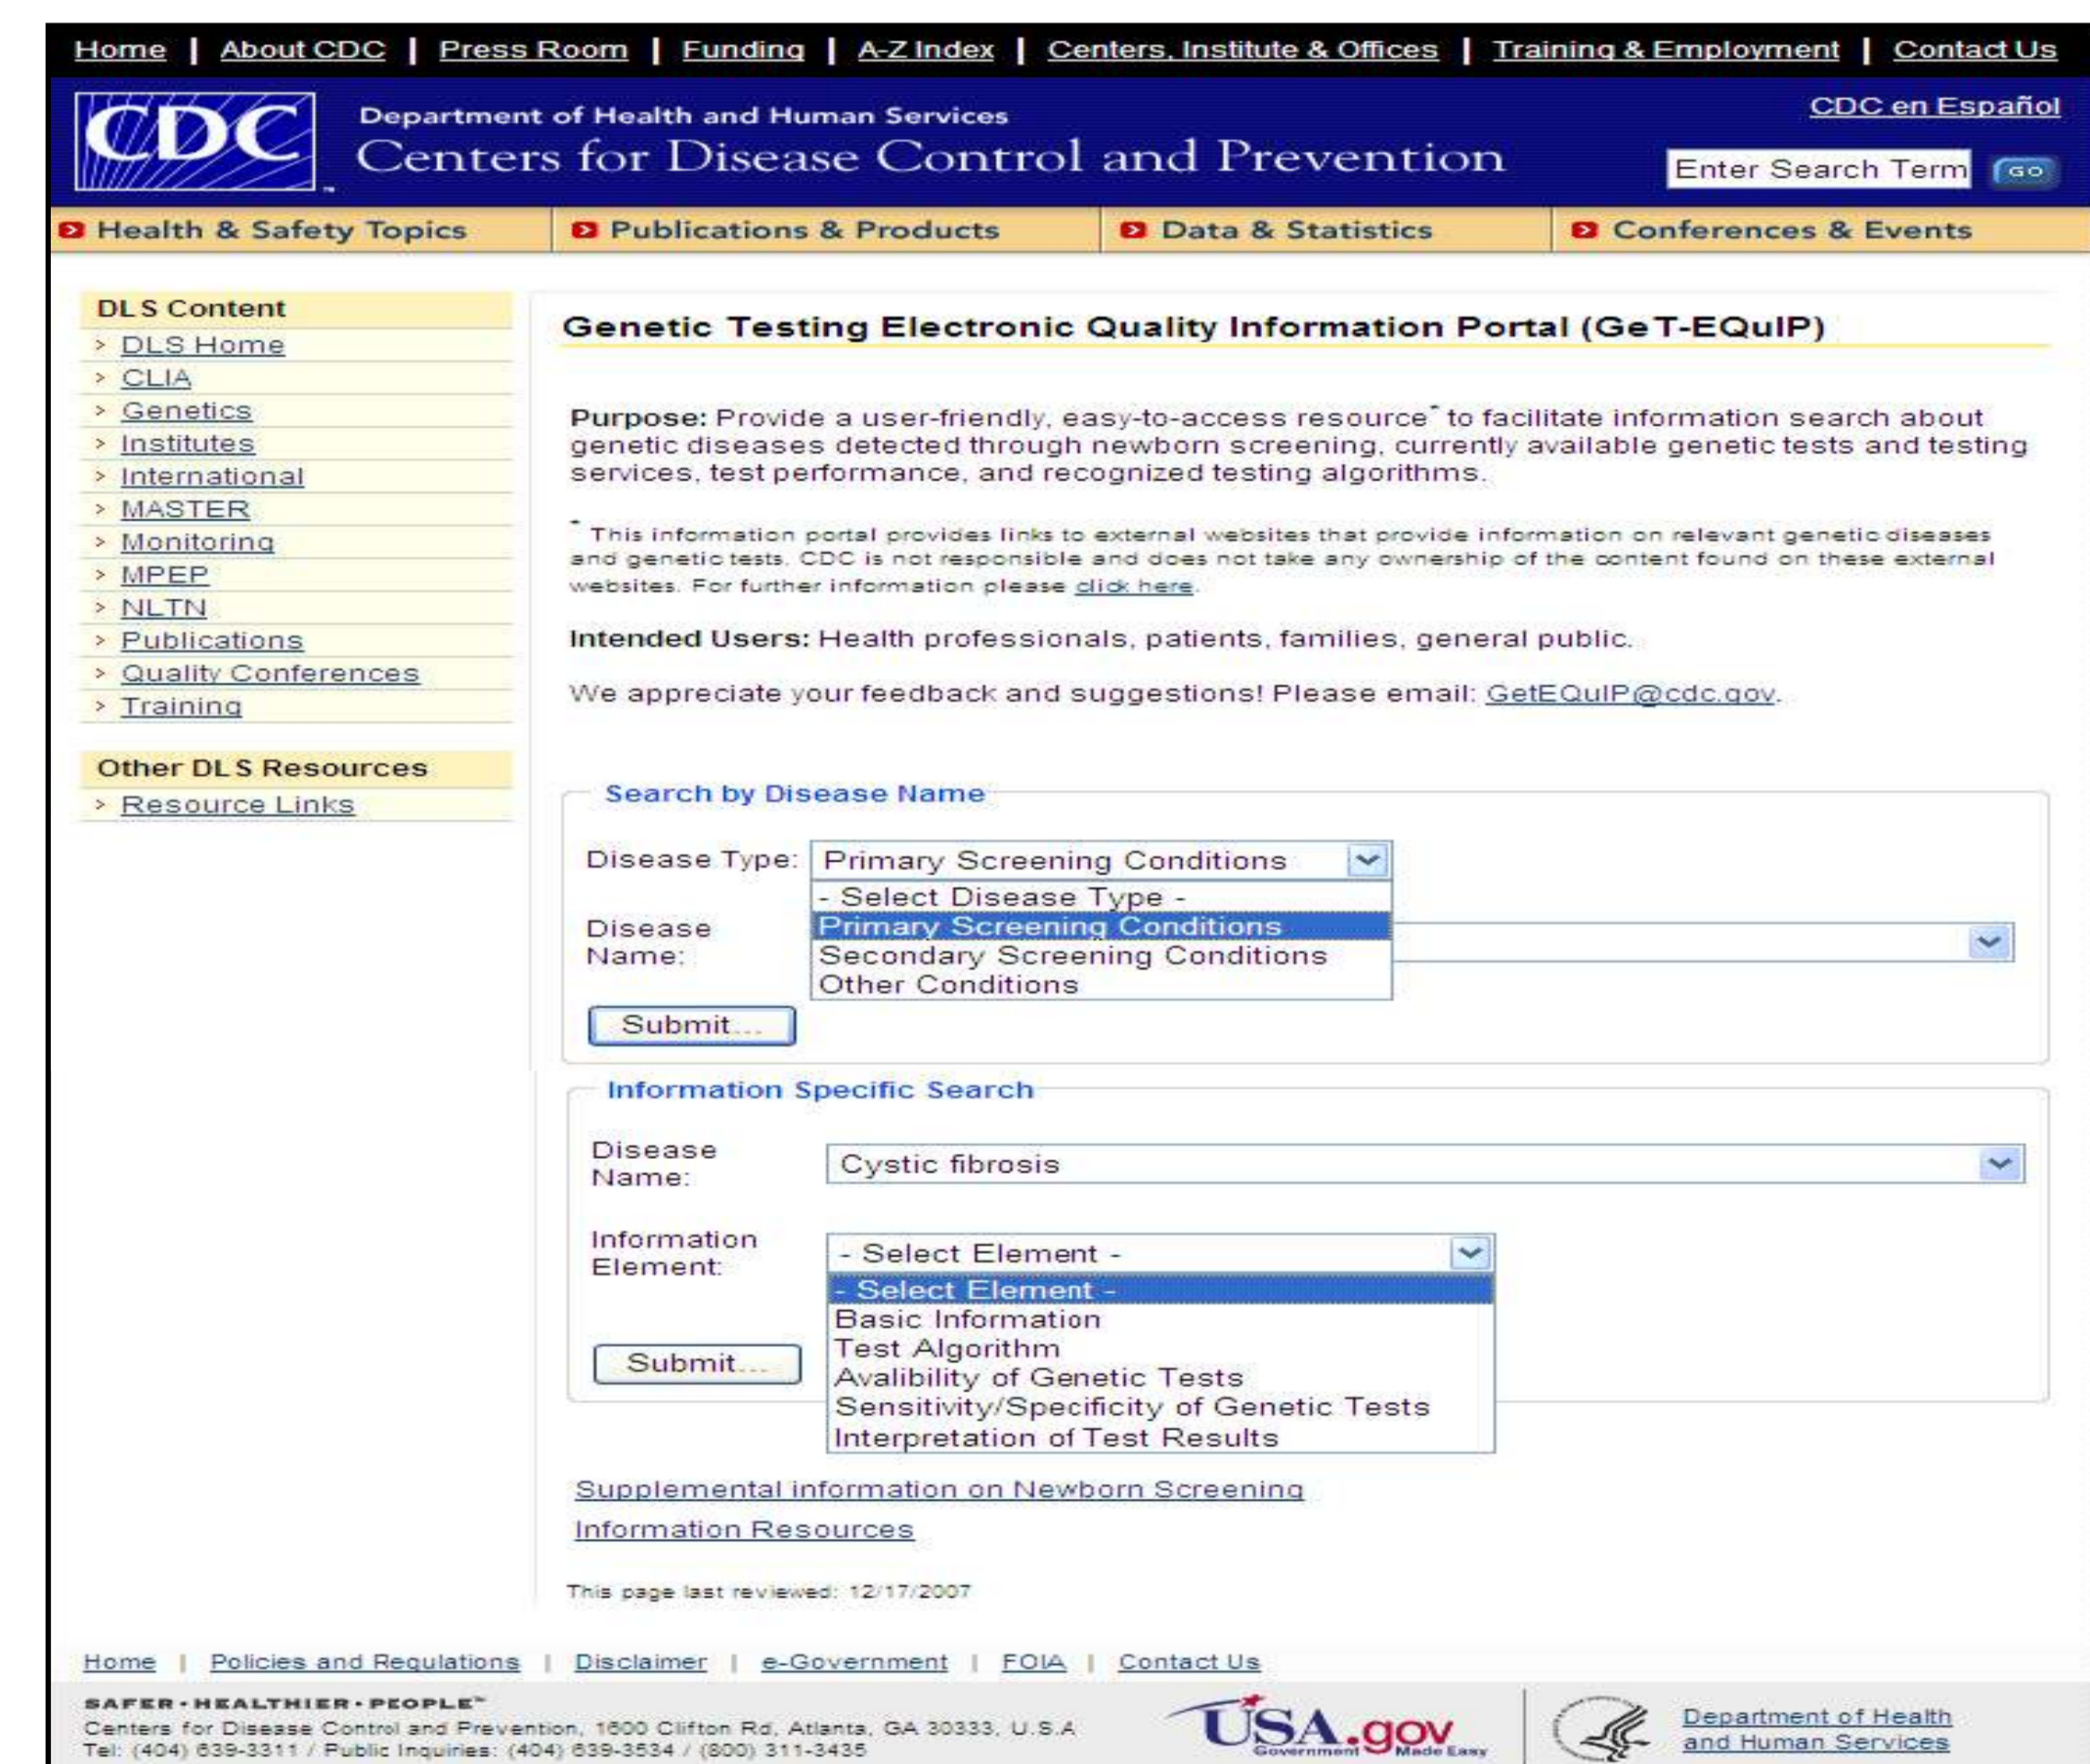 Home | About CDC | Press Room | Funding | A-Z Index | Centers, Institute & Offices | Training & Employment | Contact Us
CDC
™
Department of Health and Human Services
Centers for Disease Control and Prevention
CDC en Español
Enter Search Term GO
Health & Safety Topics
Publications & Products
Data & Statistics
Conferences & Events
DLS Content
> DLS Home
> CLIA
> Genetics
> Institutes
> International
> MASTER
> Monitoring
> MPEP
> NLTN
> Publications
> Quality Conferences
> Training
Other DLS Resources
> Resource Links
Genetic Testing Electronic Quality Information Portal (GeT-EQuIP)
Purpose: Provide a user-friendly, easy-to-access resource* to facilitate information search about
genetic diseases detected through newborn screening, currently available genetic tests and testing
services, test performance, and recognized testing algorithms.
* This information portal provides links to external websites that provide information on relevant genetic diseases
and genetic tests. CDC is not responsible and does not take any ownership of the content found on these external
websites. For further information please click here.
Intended Users: Health professionals, patients, families, general public.
We appreciate your feedback and suggestions! Please email: GetEQuIP@cdc.gov.
Search by Disease Name
Disease Type: Primary Screening Conditions
- Select Disease Type -
Primary Screening Conditions
Secondary Screening Conditions
Other Conditions
Disease
Name:
Submit...
Information Specific Search
Disease
Name:
Cystic fibrosis
Information
Element:
- Select Element -
- Select Element -
Basic Information
Test Algorithm
Avalibility of Genetic Tests
Sensitivity/Specificity of Genetic Tests
Interpretation of Test Results
Submit...
Supplemental information on Newborn Screening
Information Resources
This page last reviewed: 12/17/2007
Home | Policies and Regulations | Disclaimer | e-Government | FOIA | Contact Us
SAFER • HEALTHIER • PEOPLE™
Centers for Disease Control and Prevention, 1600 Clifton Rd, Atlanta, GA 30333, U.S.A
Tel: (404) 639-3311 / Public Inquiries: (404) 639-3534 / (800) 311-3435
USA.gov
Government Made Easy
Department of Health
and Human Services